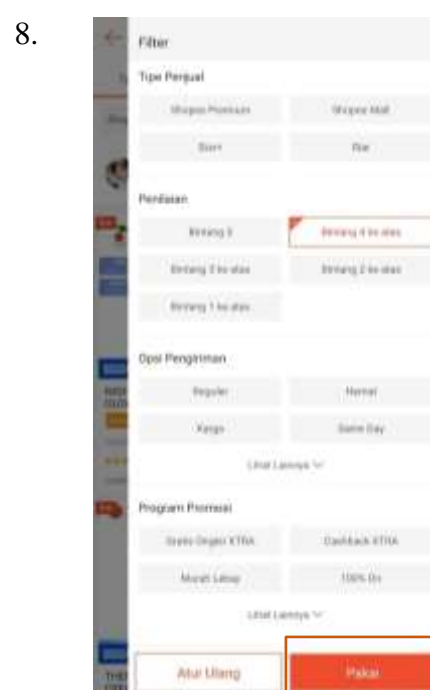 8.
Filter
Tipe Penjual
Shopee Premium Shopee Mall
Star+ Star
Penilaian
Bintang 5 Bintang 4 ke atas
Bintang 3 ke atas Bintang 2 ke atas
Bintang 1 ke atas
Opsi Pengiriman
Reguler Hemat
Kargo Same Day
Lihat Lainnya
Program Promosi
Gratis Ongkir XTRA Cashback XTRA
Murah Lebay 100% Ori
Lihat Lainnya
Atur Ulang Pakai